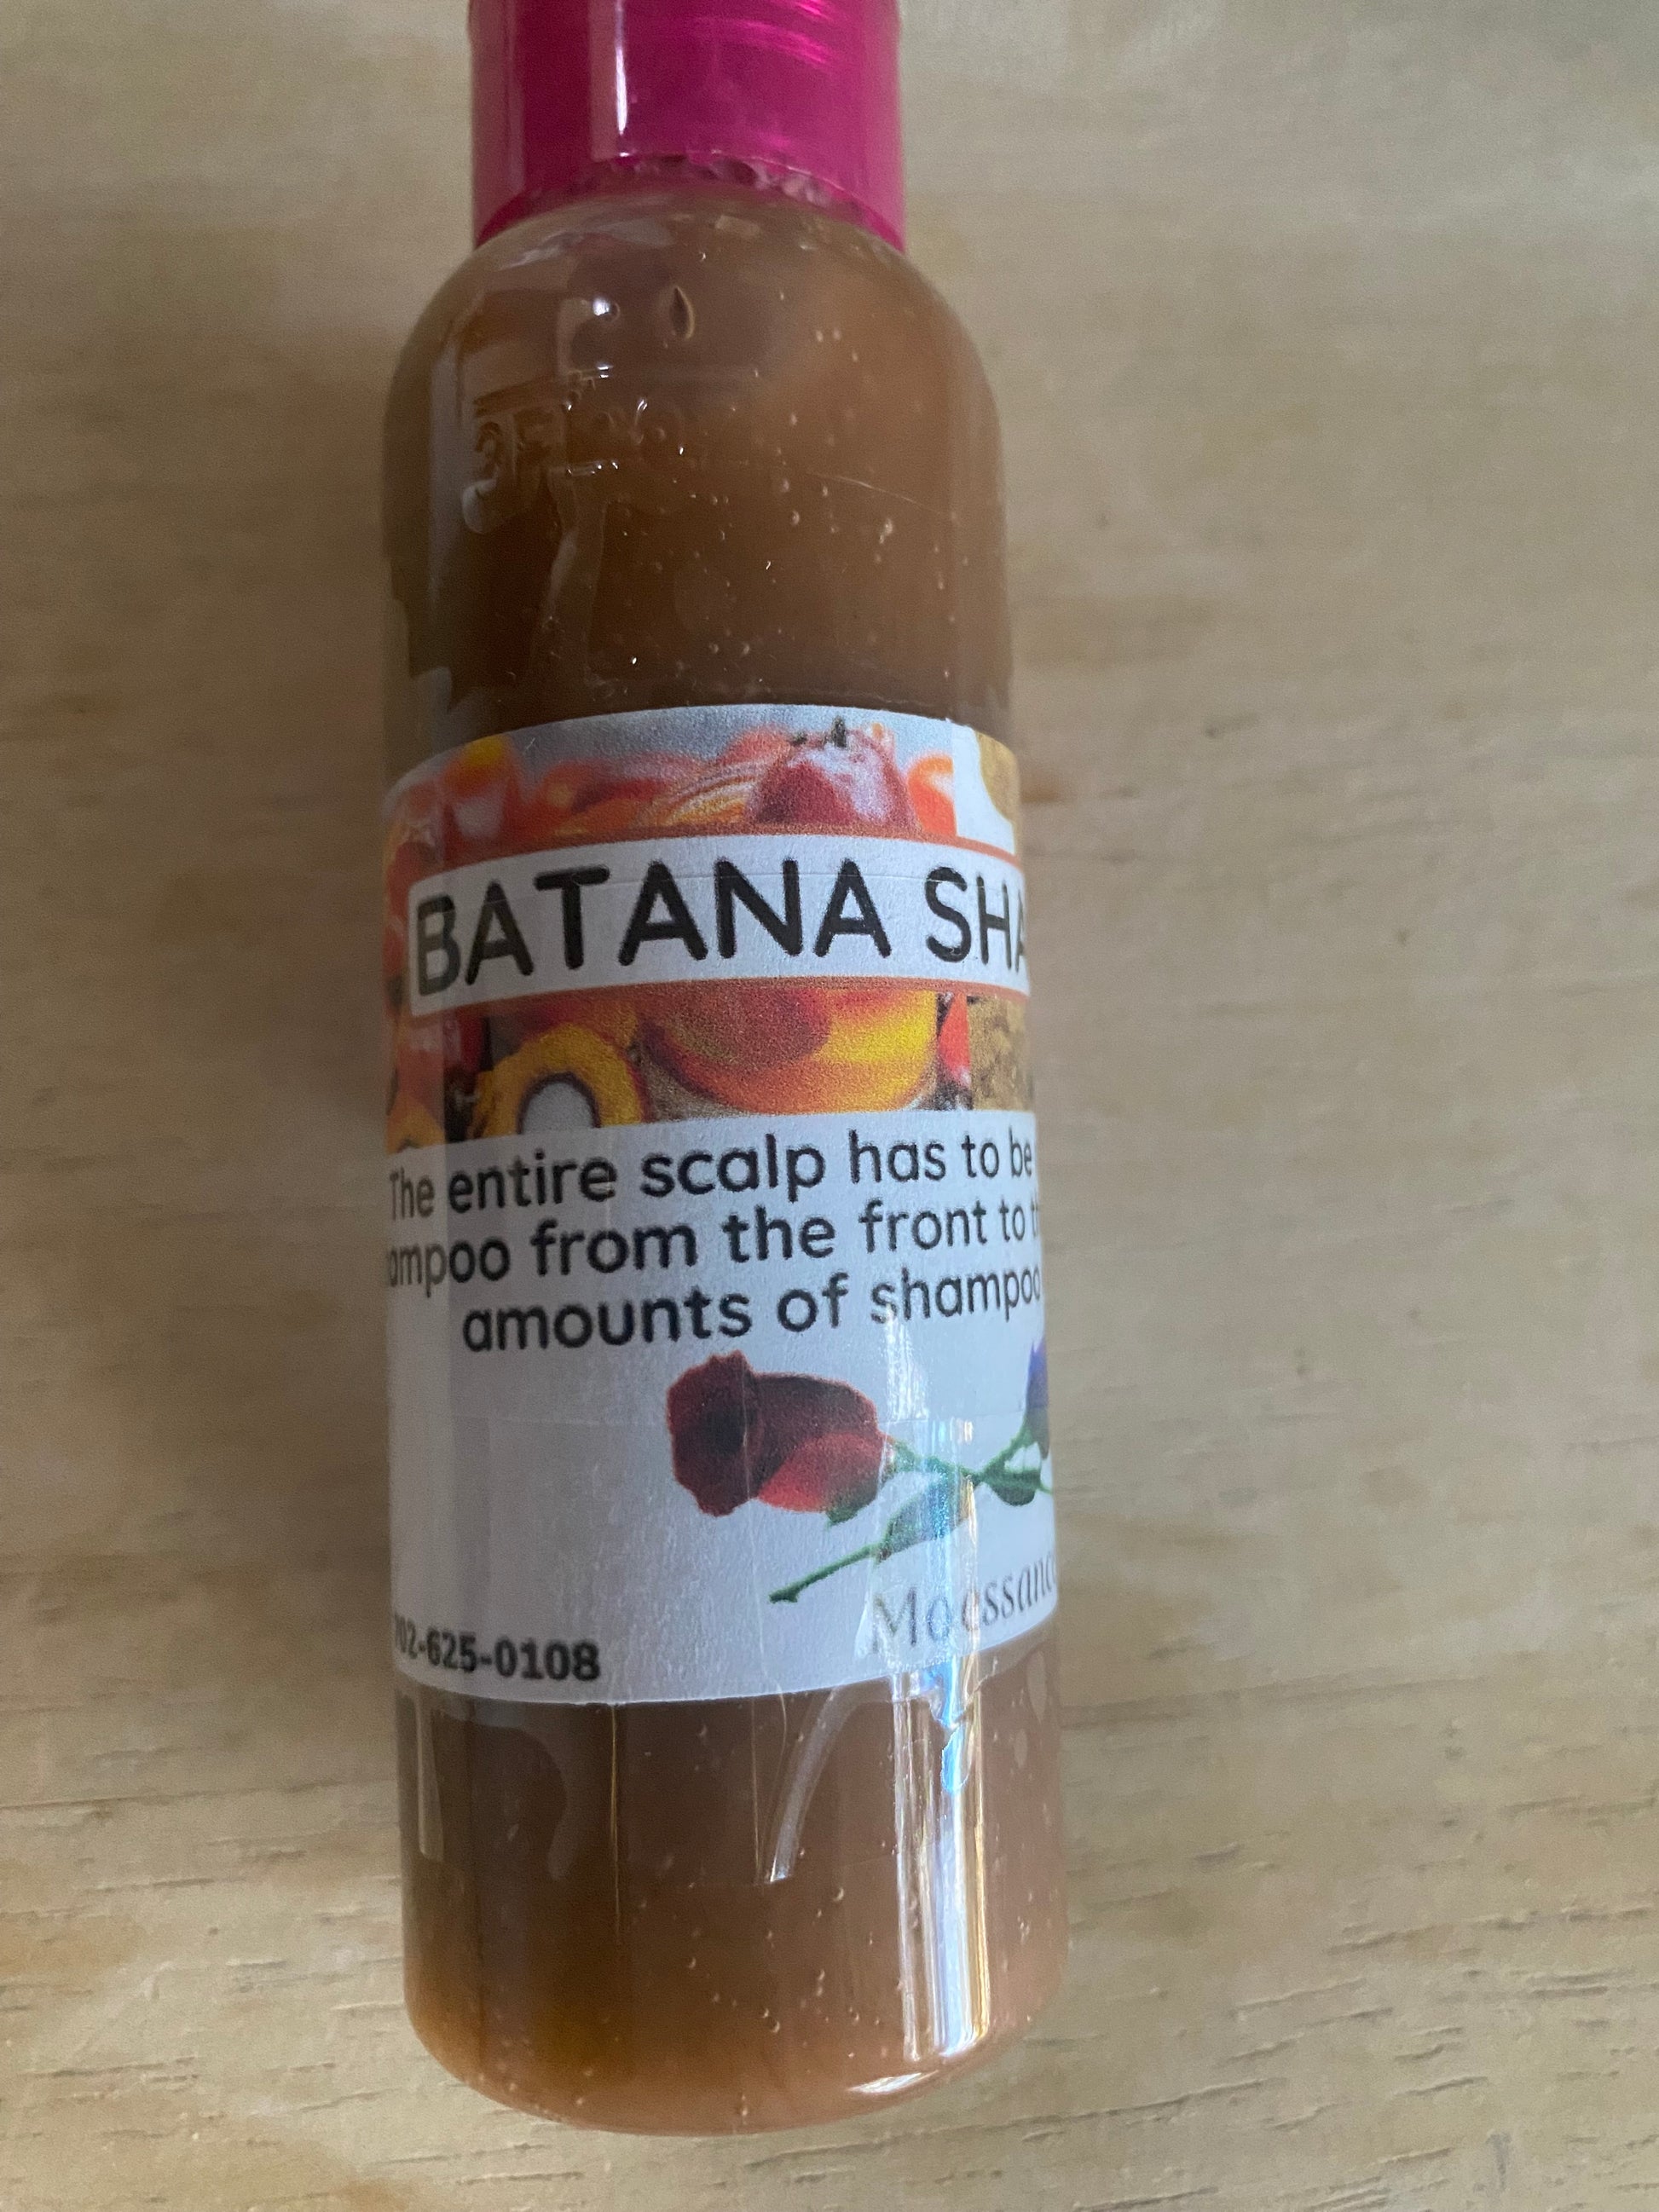 BATANA SHA
The entire scalp has to be
ampoo from the front to t
amounts of shampoo
Moessanc
702-625-0108